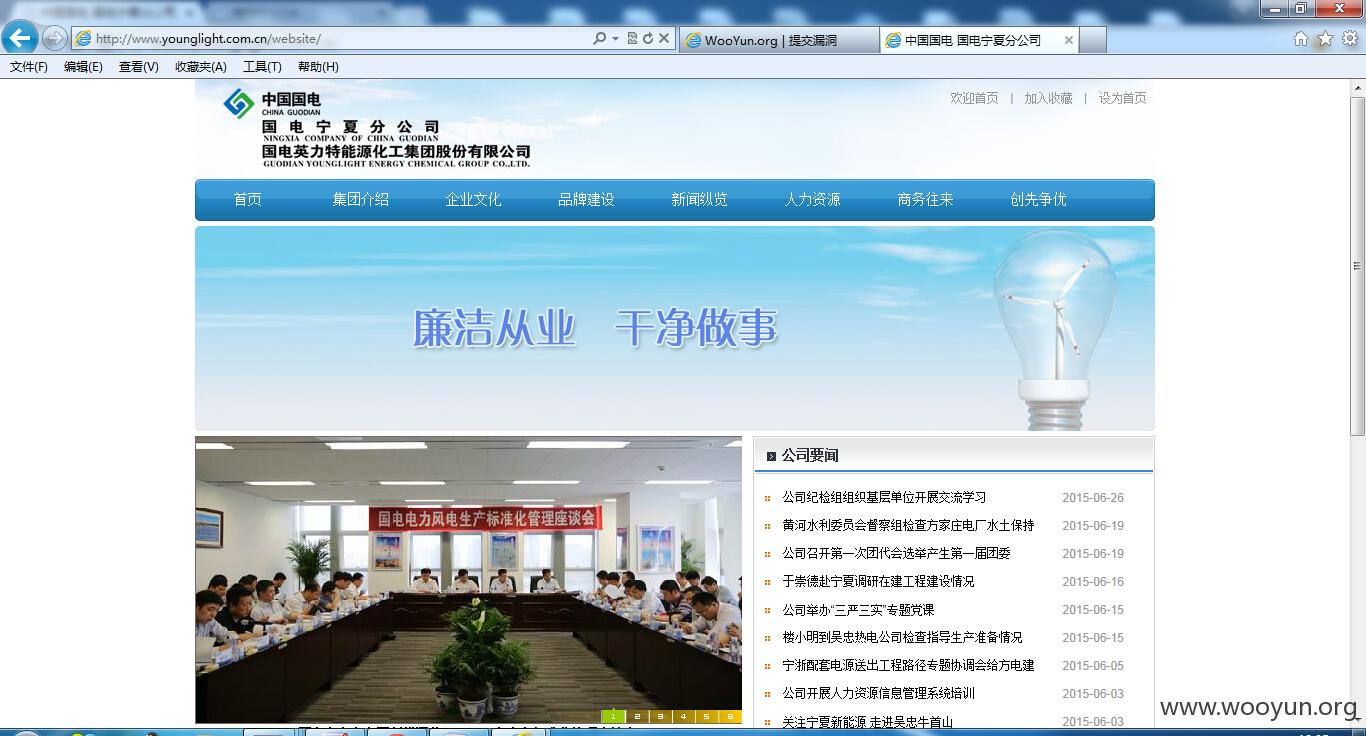 http://www.younglight.com.cn/website/
WooYun.org | 提交漏洞
中国国电 国电宁夏分公司
文件(F) 编辑(E) 查看(V) 收藏夹(A) 工具(T) 帮助(H)
中国国电
CHINA GUODIAN
国电宁夏分公司
NINGXIA COMPANY OF CHINA GUODIAN
国电英力特能源化工集团股份有限公司
GUODIAN YOUNGLIGHT ENERGY CHEMICAL GROUP CO.,LTD.
欢迎首页 | 加入收藏 | 设为首页
首页 集团介绍 企业文化 品牌建设 新闻纵览 人力资源 商务往来 创先争优
廉洁从业 干净做事
国电电力风电生产标准化管理座谈会
1 2 3 4 5 6
公司要闻
公司纪检组组织基层单位开展交流学习 2015-06-26
黄河水利委员会督察组检查方家庄电厂水土保持 2015-06-19
公司召开第一次团代会选举产生第一届团委 2015-06-19
于崇德赴宁夏调研在建工程建设情况 2015-06-16
公司举办“三严三实”专题党课 2015-06-15
楼小明到吴忠热电公司检查指导生产准备情况 2015-06-15
宁浙配套电源送出工程路径专题协调会给方电建 2015-06-05
公司开展人力资源信息管理系统培训 2015-06-03
关注宁夏新能源 走进吴忠牛首山 2015-06-03
www.wooyun.org